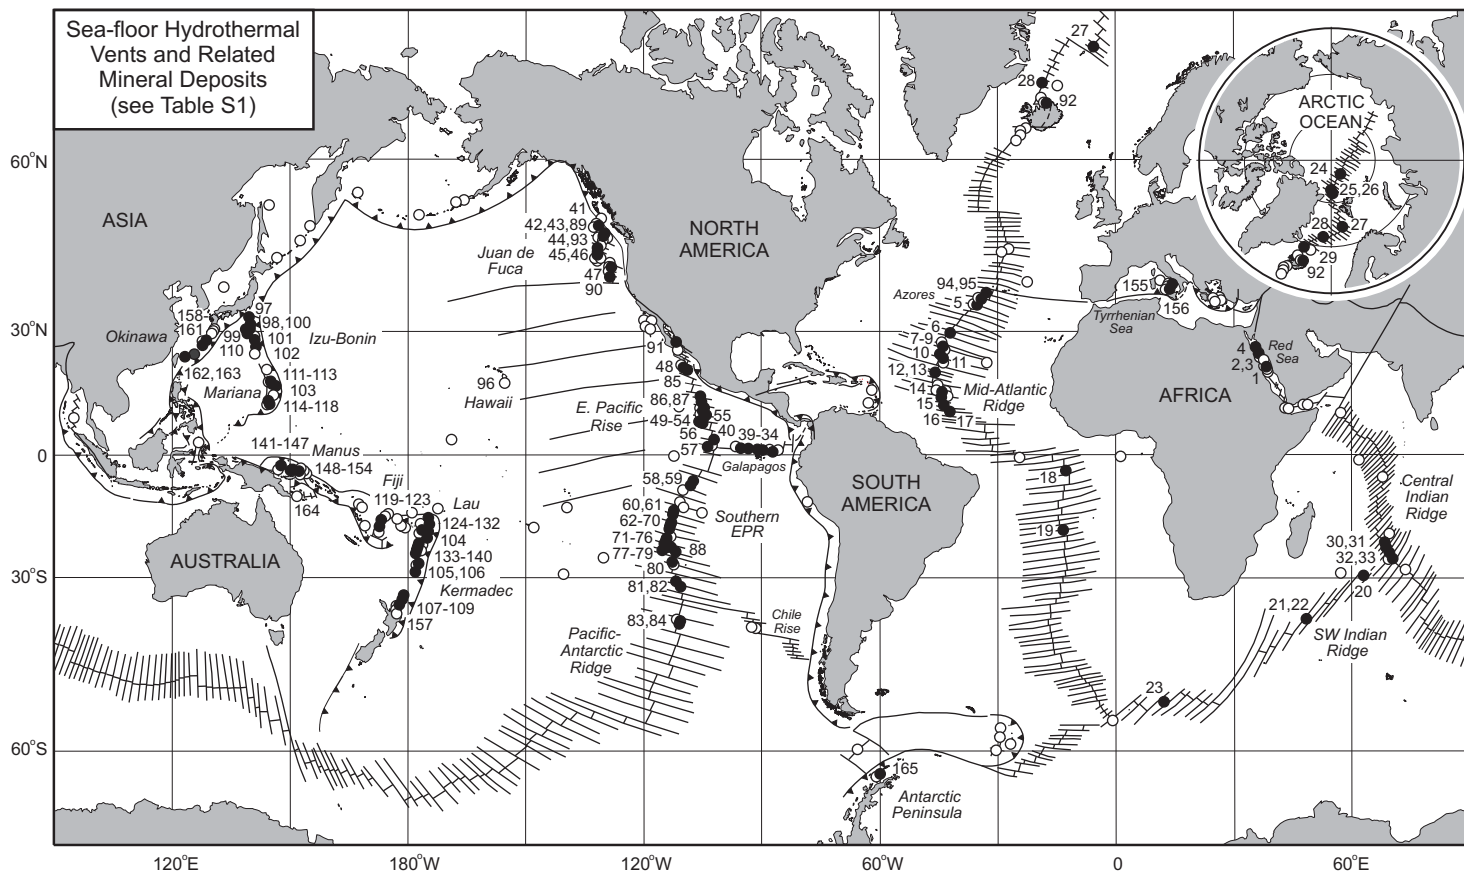 Sea-floor Hydrothermal
Vents and Related
Mineral Deposits
(see Table S1)
27
28
92
ARCTIC
OCEAN
24
25,26
28
27
29
92
60°N
ASIA
NORTH
AMERICA
41
42,43,89
44,93
45,46
47
90
Juan de
Fuca
94,95
Azores
5
155
156
Tyrrhenian
Sea
30°N
Okinawa
158-
161
97
98,100
99
101
110
102
Izu-Bonin
162,163
111-113
Mariana
103
114-118
96
Hawaii
91
48
85
86,87
E. Pacific
Rise
49-54
55
56
40
57
39-34
Galapagos
6
7-9
10
11
12,13
14
15
16
17
Mid-Atlantic
Ridge
4
Red
Sea
2,3
1
AFRICA
0
141-147
Manus
148-154
164
Fiji
119-123
Lau
124-132
104
133-140
105,106
Kermadec
107-109
157
AUSTRALIA
58,59
60,61
62-70
71-76
77-79
80
88
81,82
83,84
Southern
EPR
SOUTH
AMERICA
18
19
Central
Indian
Ridge
30,31
32,33
20
21,22
SW Indian
Ridge
23
30°S
Chile
Rise
Pacific-
Antarctic
Ridge
60°S
165
Antarctic
Peninsula
120°E
180°W
120°W
60°W
0
60°E